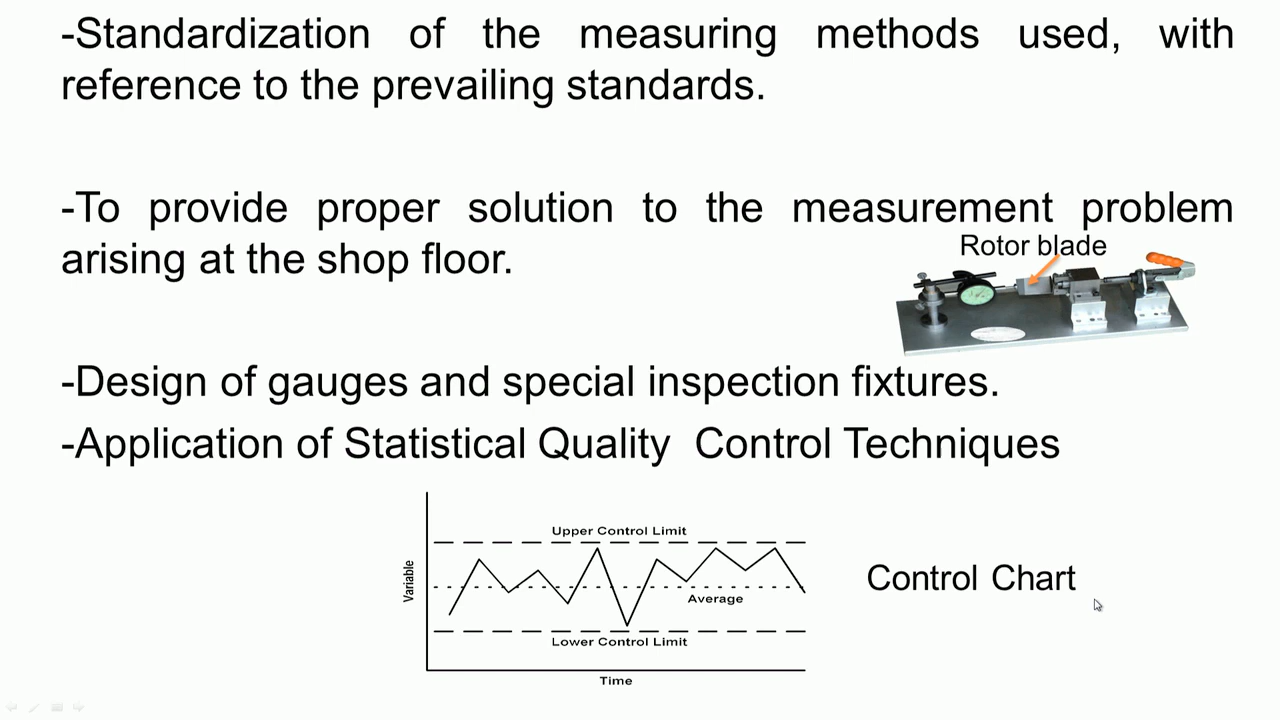 -Standardization of the measuring methods used, with
reference to the prevailing standards.
-To provide proper solution to the measurement problem
arising at the shop floor.
Rotor blade
-Design of gauges and special inspection fixtures.
-Application of Statistical Quality Control Techniques
Upper Control Limit
Variable
Average
Lower Control Limit
Time
Control Chart